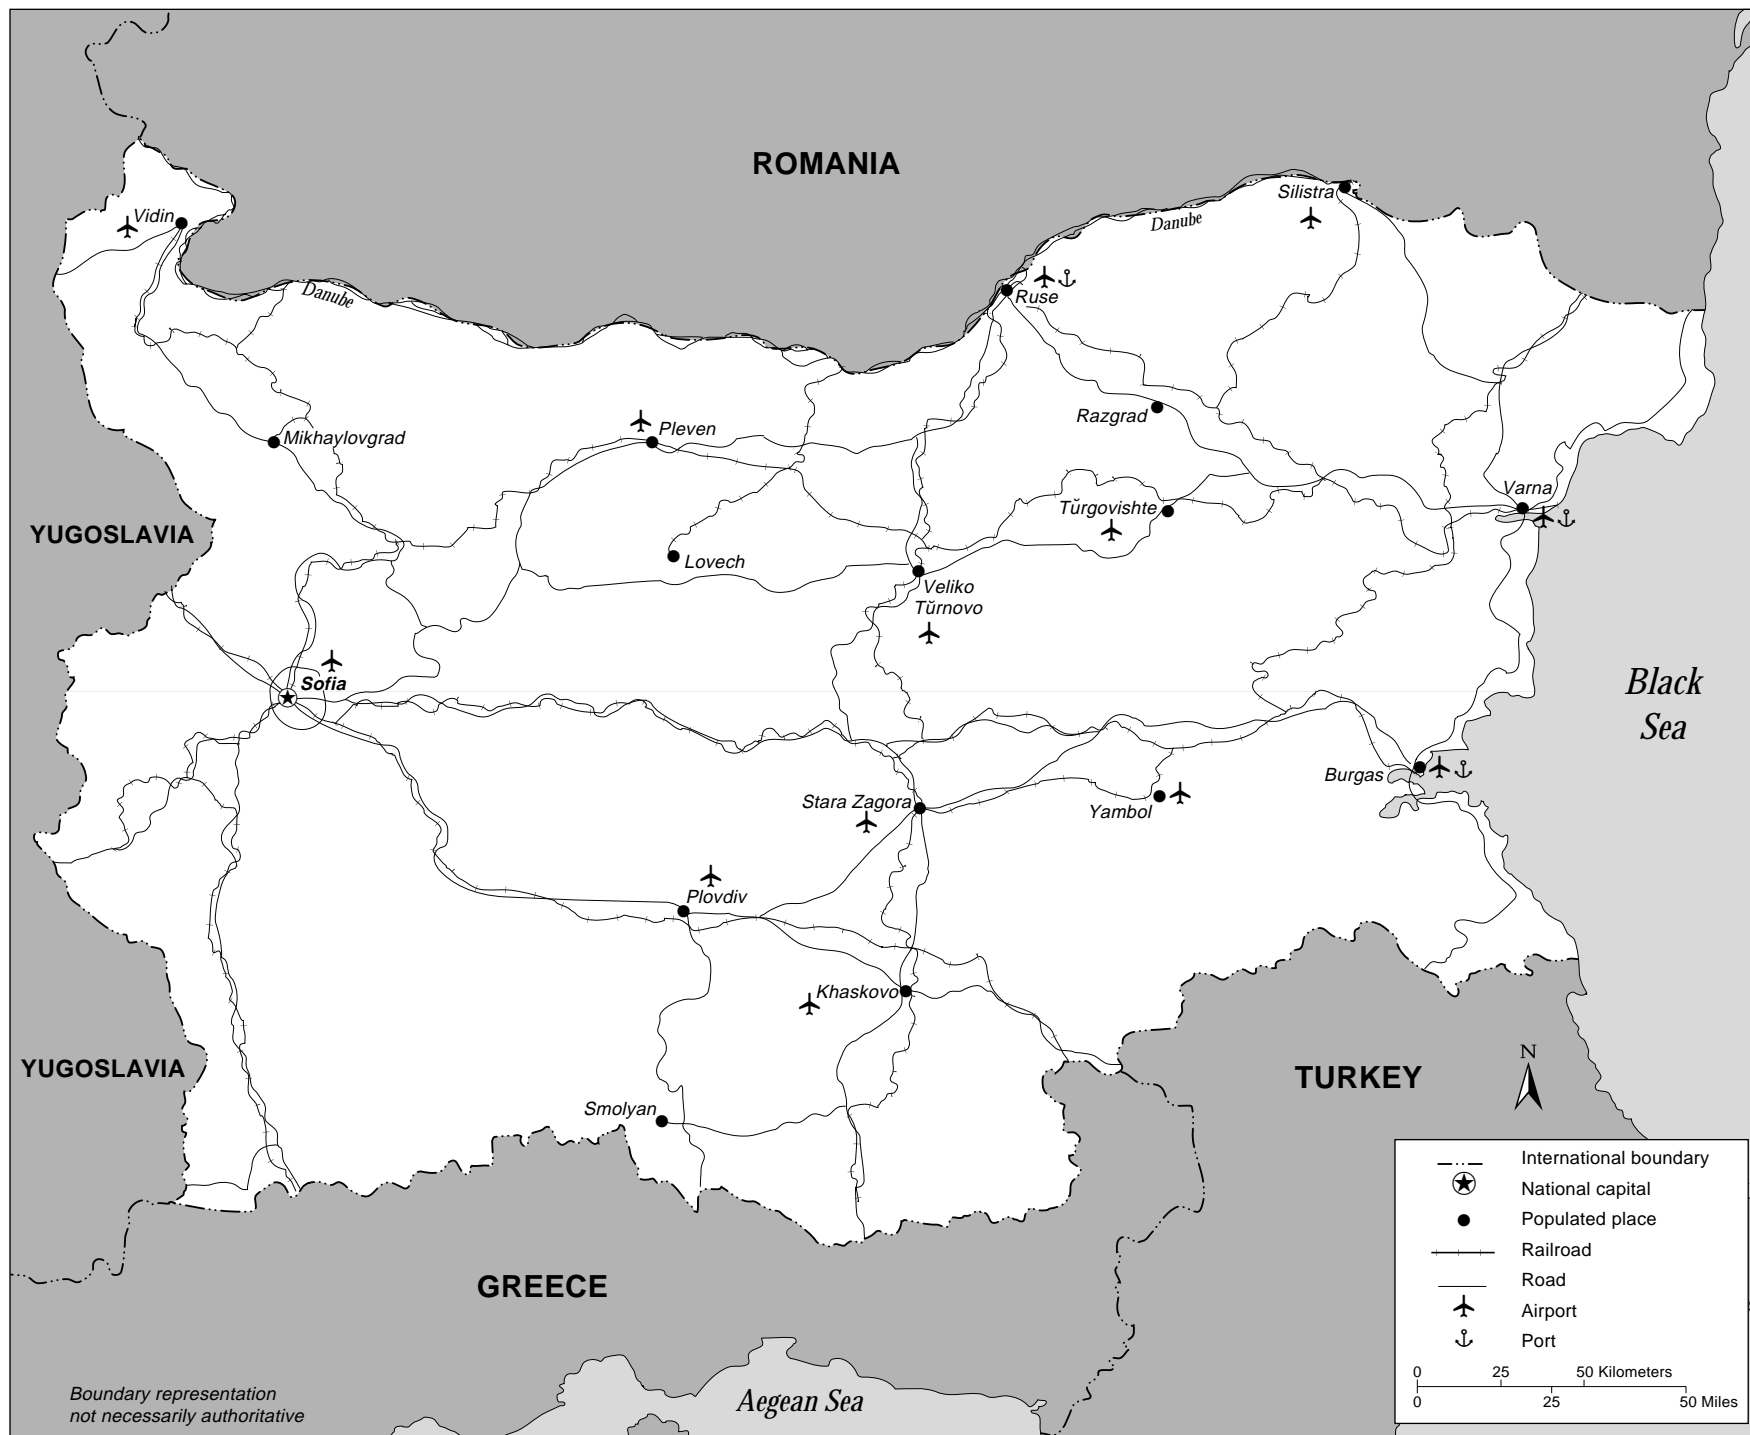 ROMANIA
Vidin
Silistra
Danube
Danube
Ruse
Razgrad
Mikhaylovgrad
Pleven
Varna
Tŭrgovishte
YUGOSLAVIA
Lovech
Veliko
Tŭrnovo
Sofia
Black
Sea
Burgas
Stara Zagora
Yambol
Plovdiv
Khaskovo
YUGOSLAVIA
N
TURKEY
Smolyan
GREECE
Aegean Sea
Boundary representation
not necessarily authoritative
International boundary
National capital
Populated place
Railroad
Road
Airport
Port
0 25 50 Kilometers
0 25 50 Miles